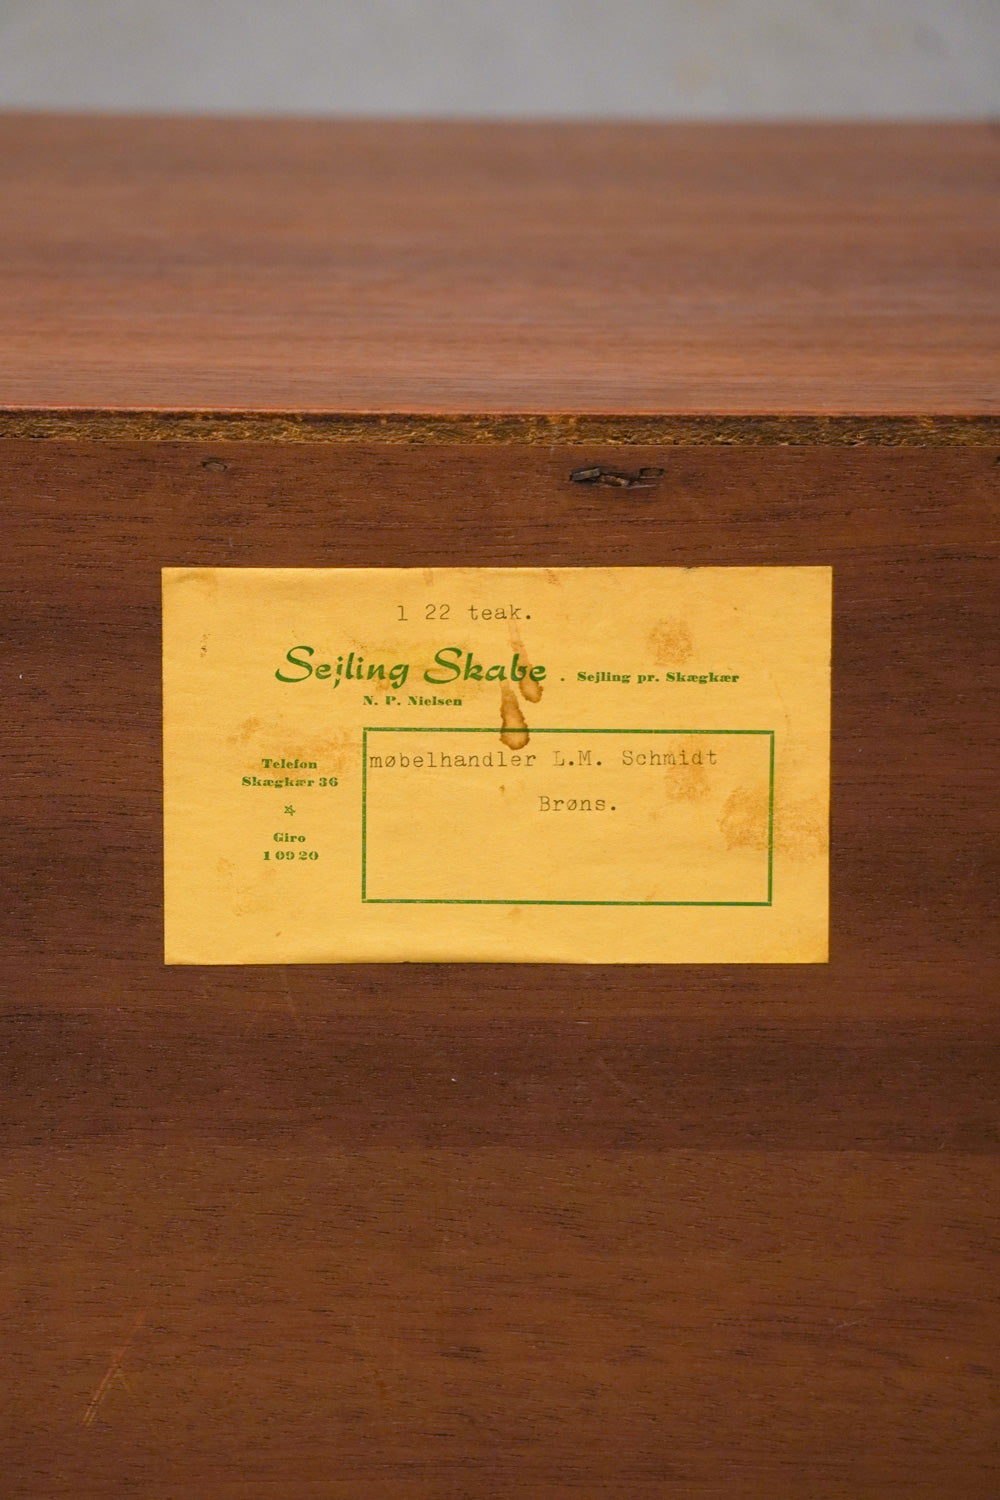 1 22 teak.
Sejling Skabe . Sejling pr. Skægkær
N. P. Nielsen
møbelhandler L.M. Schmidt
Brøns.
Telefon
Skægkær 36
Giro
1 09 20